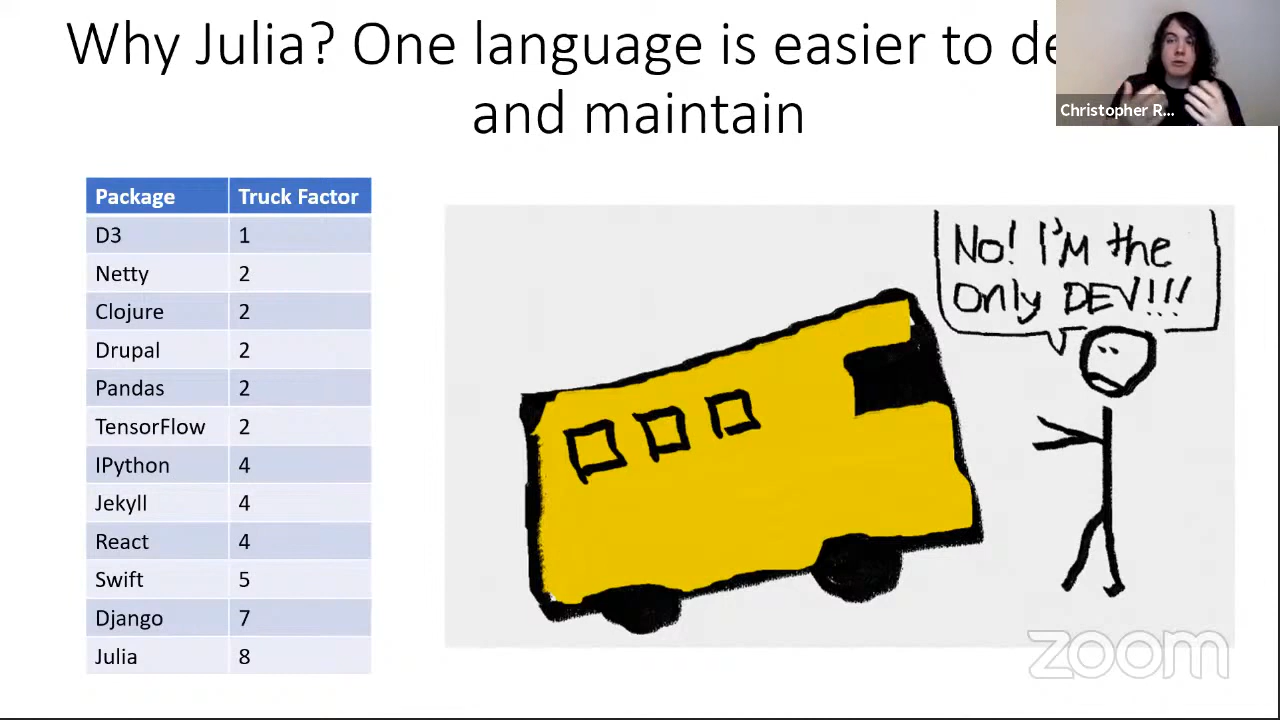 Why Julia? One language is easier to de
and maintain
Christopher R...
Package Truck Factor
D3 1
Netty 2
Clojure 2
Drupal 2
Pandas 2
TensorFlow 2
IPython 4
Jekyll 4
React 4
Swift 5
Django 7
Julia 8
No! I'M the
only DEV!!!
zoom